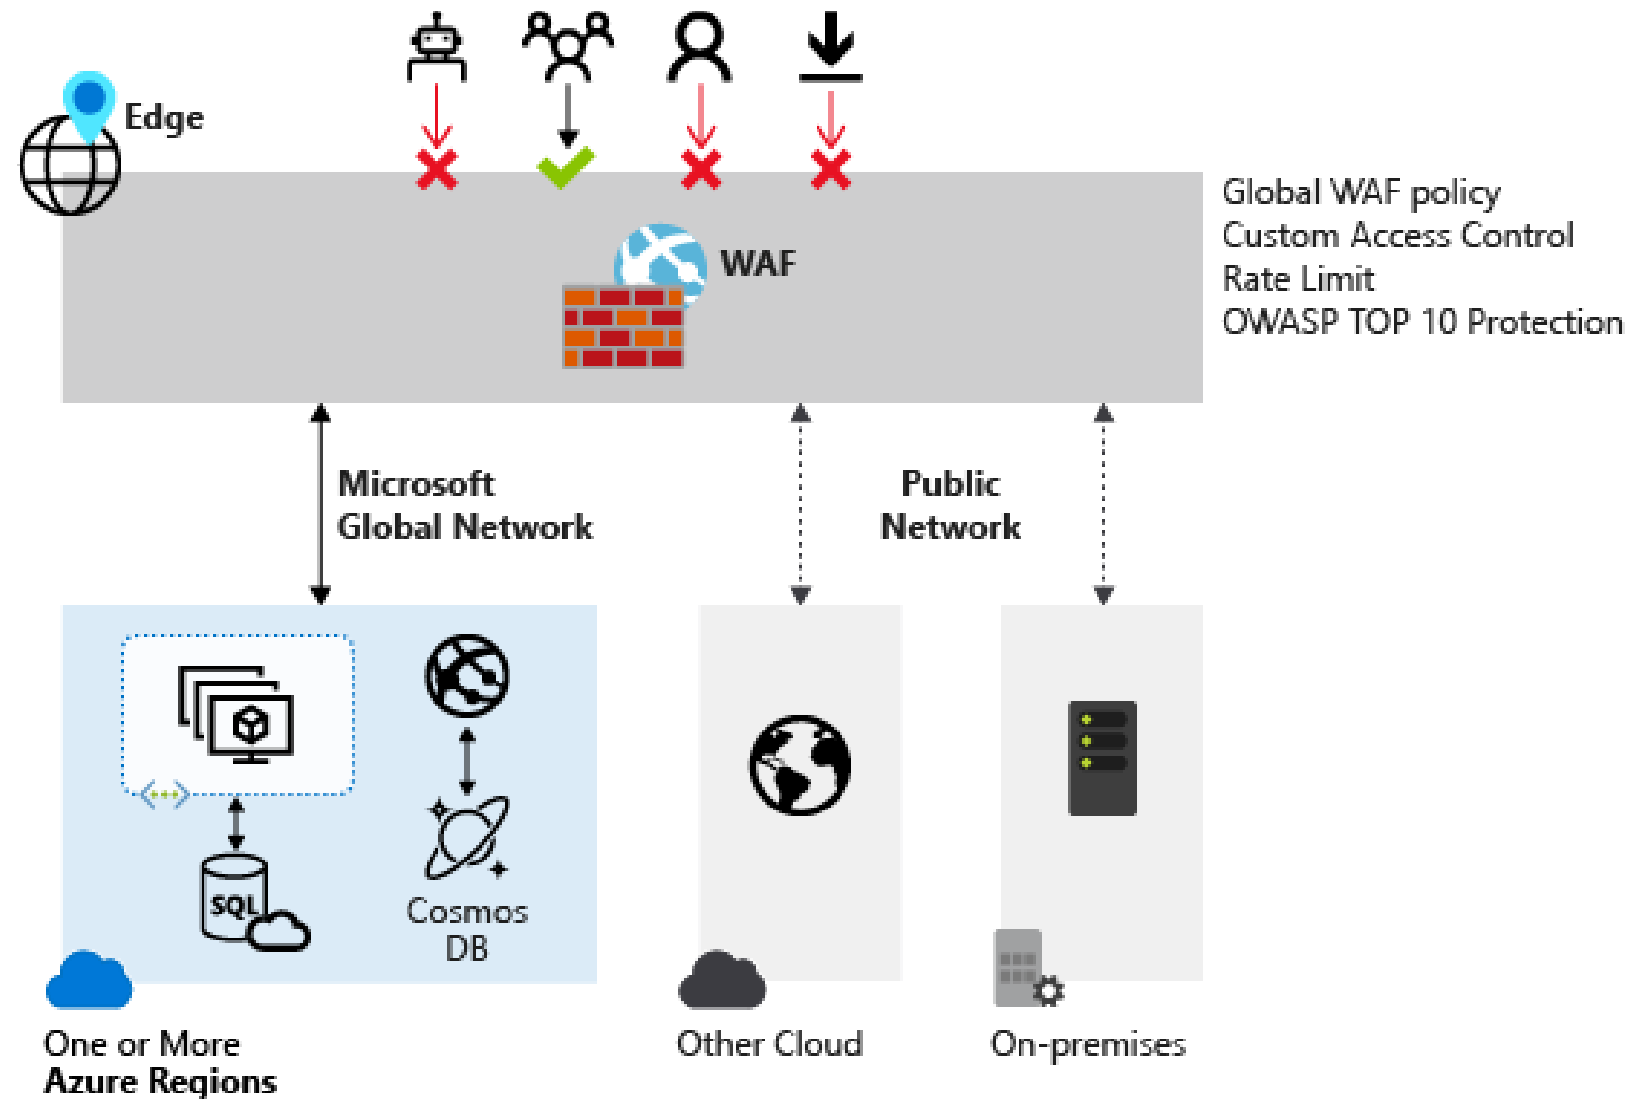 Edge
WAF
Global WAF policy
Custom Access Control
Rate Limit
OWASP TOP 10 Protection
Microsoft
Global Network
Public
Network
SQL
Cosmos
DB
One or More
Azure Regions
Other Cloud
On-premises